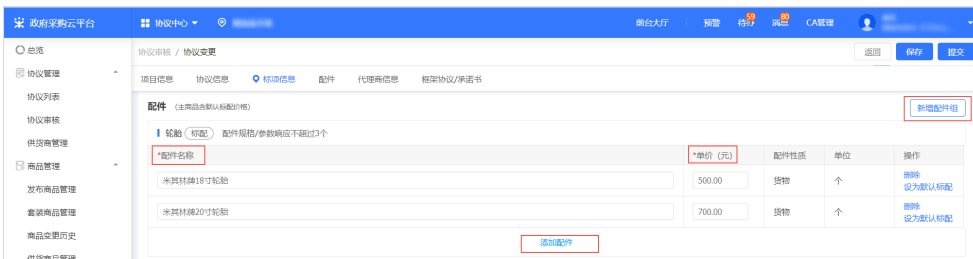 政府采购云平台
协议中心
前台大厅 预警 待办 59 消息 80 CA管理
总览
协议审核 / 协议变更
返回 保存 提交
协议管理
项目信息 协议信息 标项信息 配件 代理商信息 框架协议/承诺书
协议列表
配件 (主商品含默认标配价格)
新增配件组
协议审核
轮胎 标配 配件规格/参数响应不超过3个
供货商管理
*配件名称 *单价 (元) 配件性质 单位 操作
商品管理
米其林牌18寸轮胎 500.00 货物 个 删除
设为默认标配
发布商品管理
套装商品管理
米其林牌20寸轮胎 700.00 货物 个 删除
设为默认标配
商品变更历史
添加配件
供货商品管理